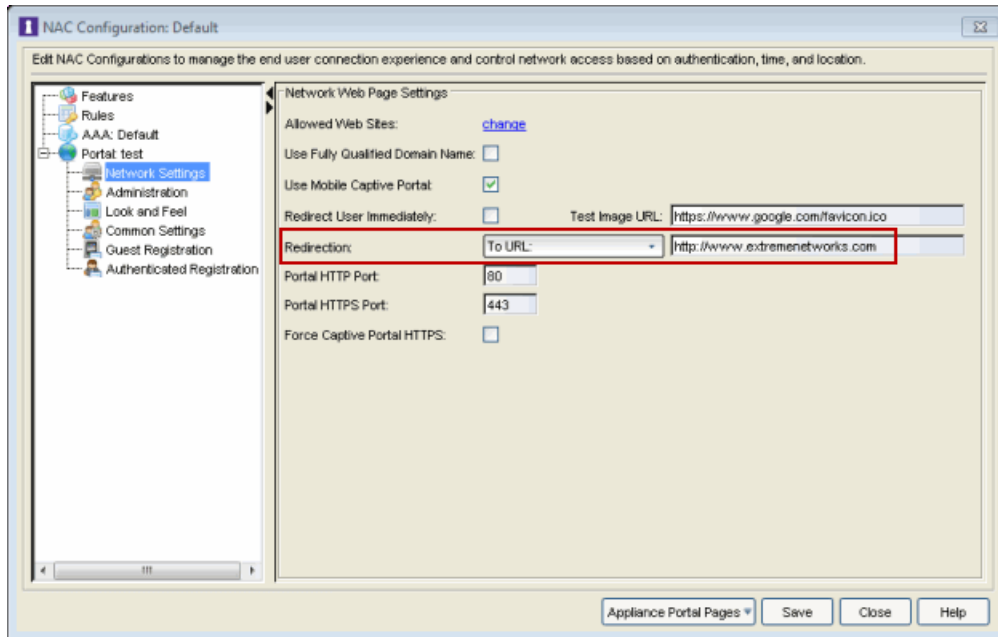 NAC Configuration: Default
Edit NAC Configurations to manage the end user connection experience and control network access based on authentication, time, and location.
Features
Rules
AAA: Default
Portal: test
Network Settings
Administration
Look and Feel
Common Settings
Guest Registration
Authenticated Registration
Network Web Page Settings
Allowed Web Sites: change
Use Fully Qualified Domain Name:
Use Mobile Captive Portal:
Redirect User Immediately: Test Image URL: https://www.google.com/favicon.ico
Redirection: To URL: http://www.extremenetworks.com
Portal HTTP Port: 80
Portal HTTPS Port: 443
Force Captive Portal HTTPS:
Appliance Portal Pages Save Close Help